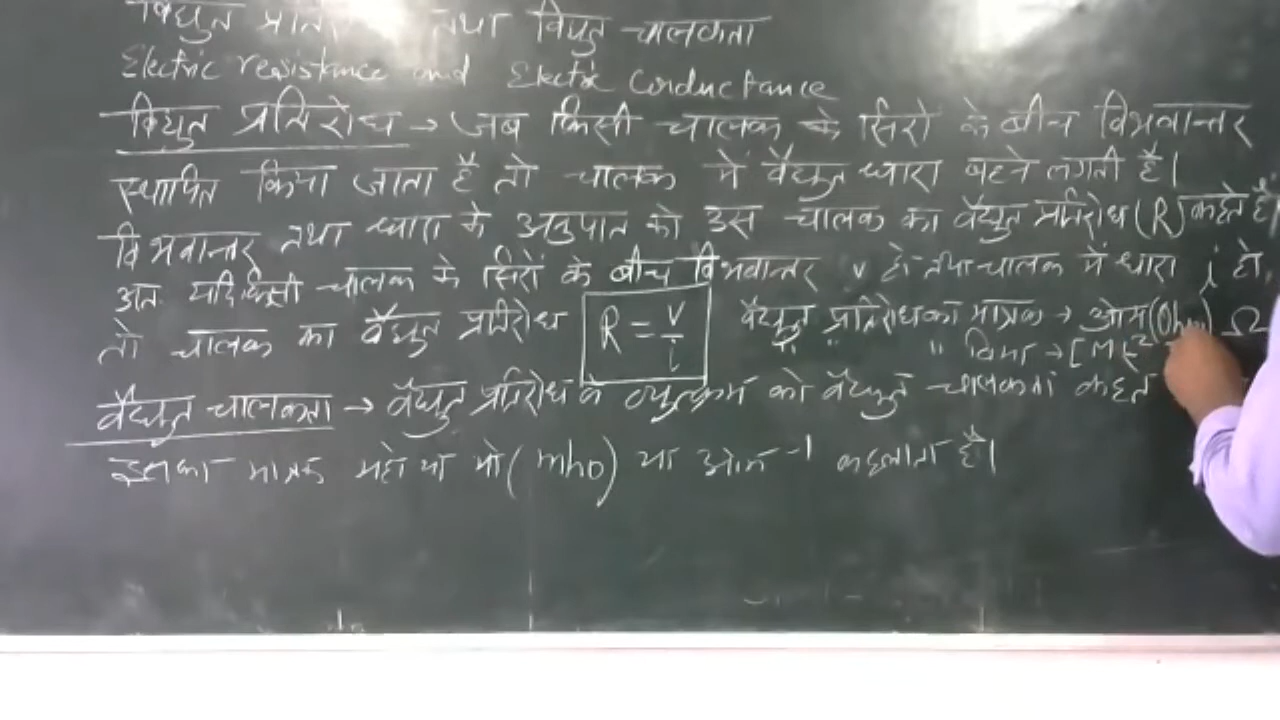 विद्युत तथा विद्युत चालकता
Electric resistance and Electric Conductance
विद्युत प्रतिरोध → जब किसी चालक के सिरो के बीच विभवान्तर
स्थापित किया जाता है तो चालक में वैद्युत धारा बहने लगती है।
विभवान्तर तथा धारा के अनुपात को उस चालक का वैद्युत प्रतिरोध (R) कहते है।
अतः यदि किसी चालक के सिरों के बीच विभवान्तर v हो तथा चालक में धारा i हो,
तो चालक का वैद्युत प्रतिरोध R = v/i वैद्युत प्रतिरोध का मात्रक → ओम (Ohm) Ω
" " " विमा → [ML²
वैद्युत चालकता → वैद्युत प्रतिरोध के व्युत्क्रम को वैद्युत चालकता कहते
इसका मात्रक म्हो या मो (mho) या ओम⁻¹ कहलाता है।